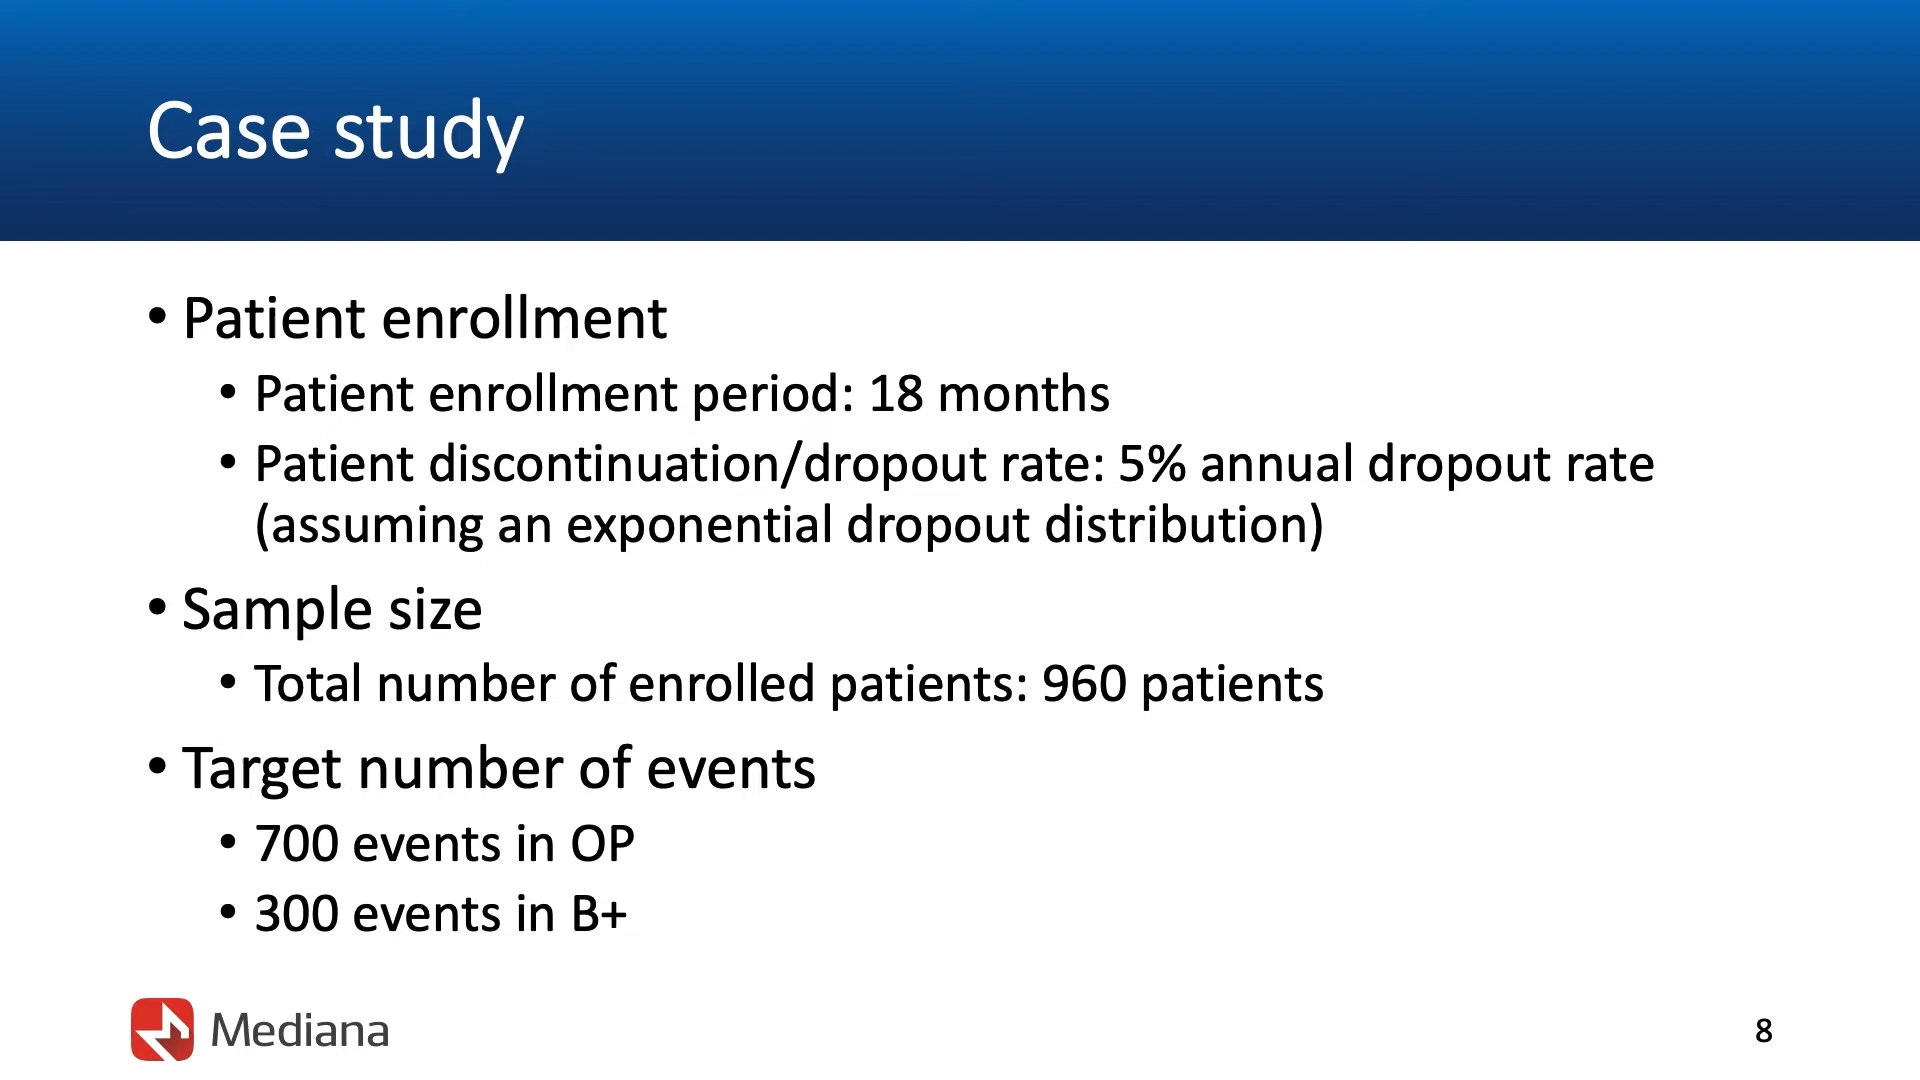 Case study
• Patient enrollment
• Patient enrollment period: 18 months
• Patient discontinuation/dropout rate: 5% annual dropout rate
(assuming an exponential dropout distribution)
• Sample size
• Total number of enrolled patients: 960 patients
• Target number of events
• 700 events in OP
• 300 events in B+
Mediana
8